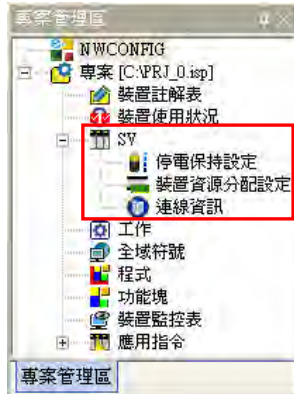 專案管理區
NWCONFIG
專案 [C:\PRJ_0.isp]
裝置註解表
裝置使用狀況
SV
停電保持設定
裝置資源分配設定
連線資訊
工作
全域符號
程式
功能塊
裝置監控表
應用指令
專案管理區